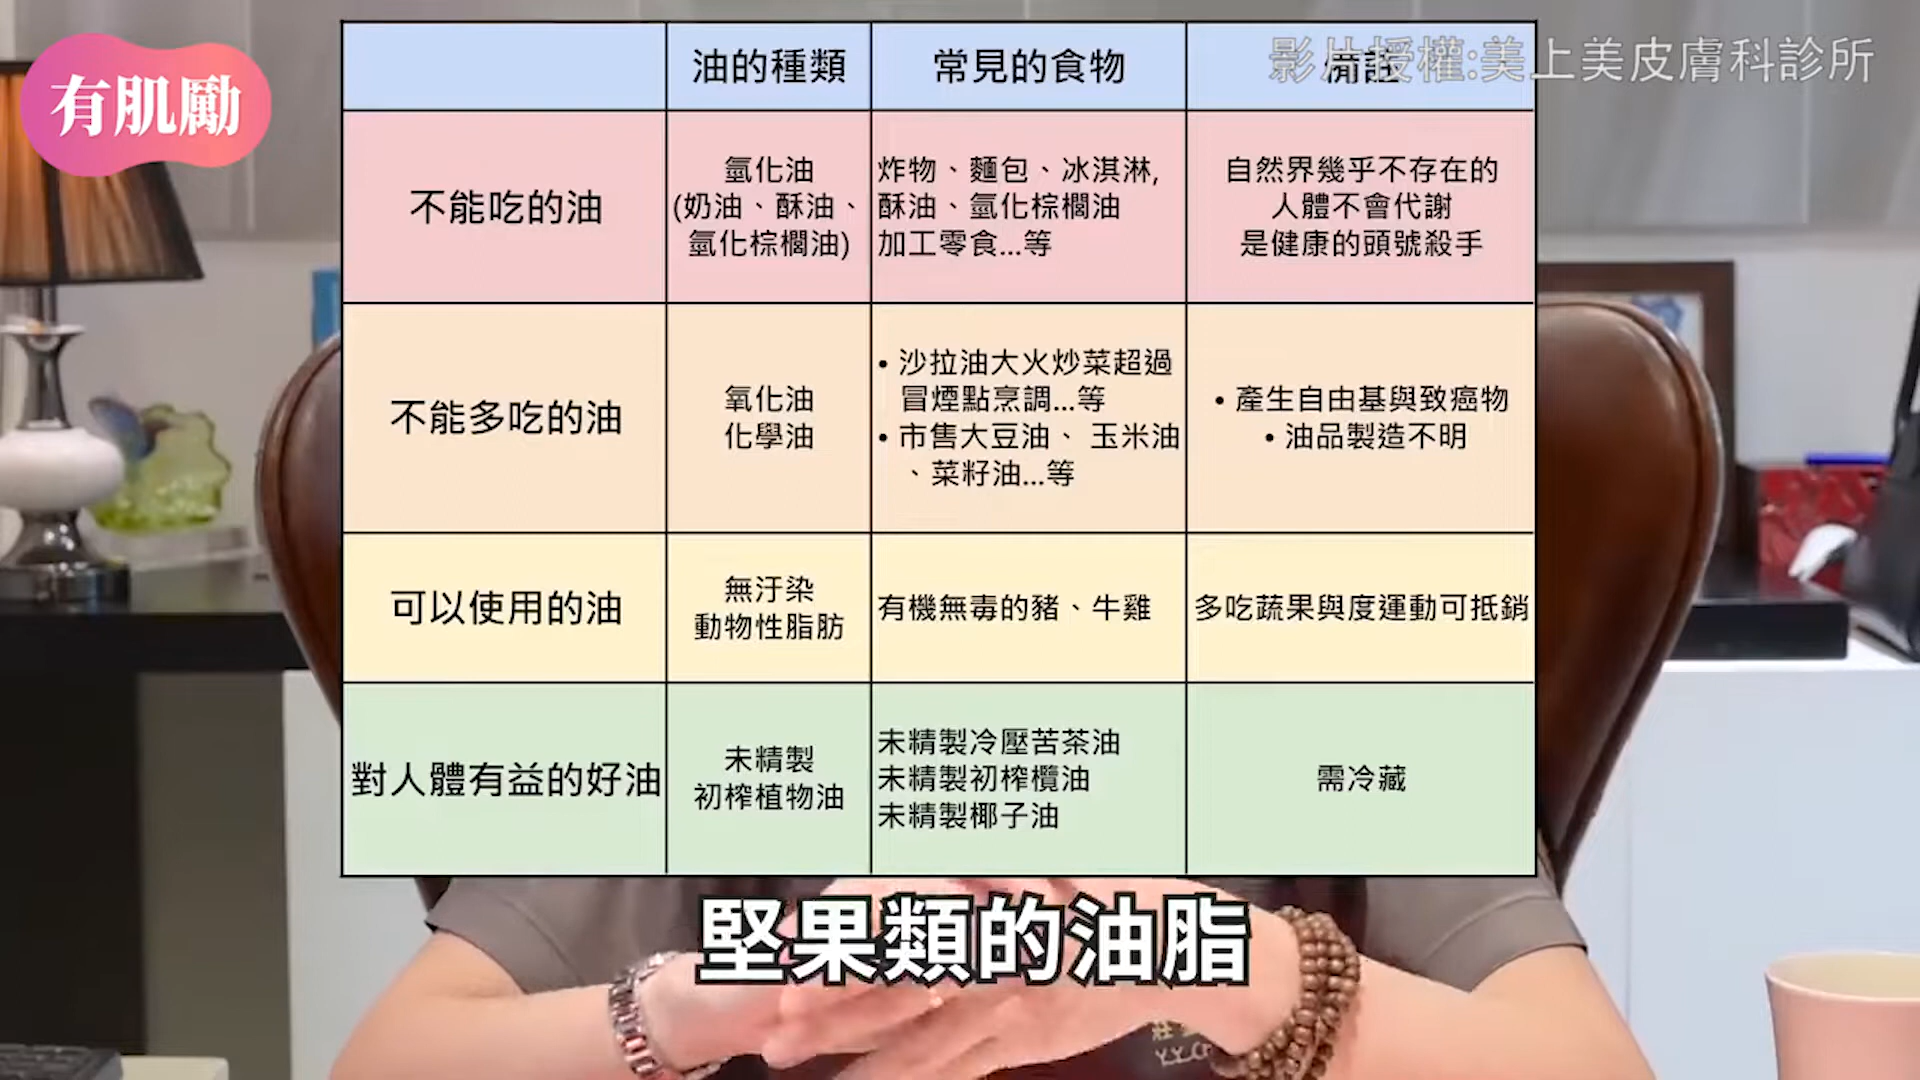 有肌勵
影片授權:美上美皮膚科診所
油的種類
常見的食物
備註
不能吃的油
氫化油
(奶油、酥油、
氫化棕櫚油)
炸物、麵包、冰淇淋,
酥油、氫化棕櫚油
加工零食...等
自然界幾乎不存在的
人體不會代謝
是健康的頭號殺手
不能多吃的油
氧化油
化學油
• 沙拉油大火炒菜超過
冒煙點烹調...等
• 市售大豆油、 玉米油
、菜籽油...等
• 產生自由基與致癌物
• 油品製造不明
可以使用的油
無汙染
動物性脂肪
有機無毒的豬、牛雞
多吃蔬果與度運動可抵銷
對人體有益的好油
未精製
初榨植物油
未精製冷壓苦茶油
未精製初榨欖油
未精製椰子油
需冷藏
堅果類的油脂